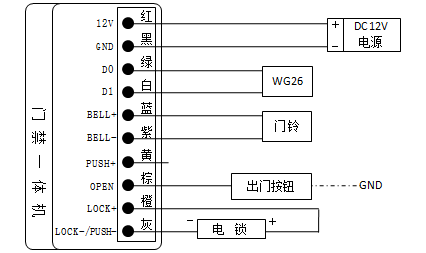 12V 红 + DC12V
GND 黑 - 电源
D0 绿
D1 白 WG26
BELL+ 蓝
BELL- 紫 门铃
PUSH+ 黄
OPEN 棕 出门按钮 GND
LOCK+ 橙
LOCK-/PUSH- 灰 - 电 锁 +
门禁一体机